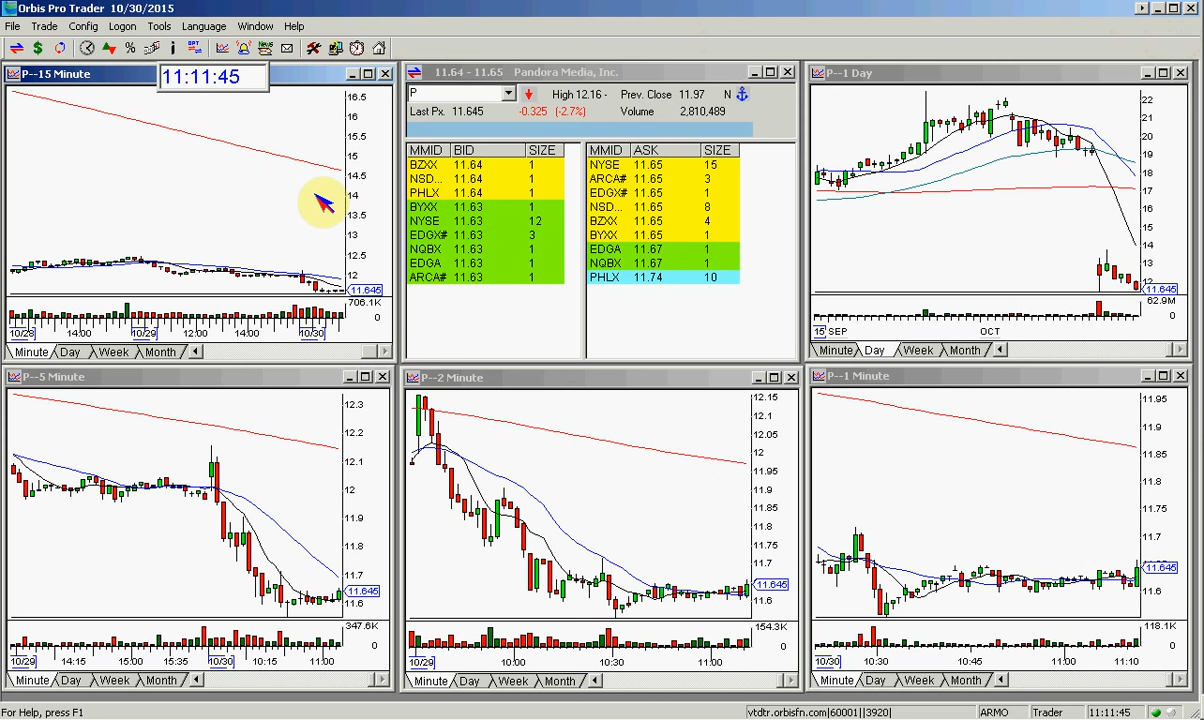 Orbis Pro Trader 10/30/2015
File Trade Config Logon Tools Language Window Help
P--15 Minute
11:11:45
16.5
16
15.5
15
14.5
14
13.5
13
12.5
12
11.645
706.1K
0
10/28 14:00 10/29 12:00 14:00 10/30
Minute Day Week Month
11.64 - 11.65 Pandora Media, Inc.
P High 12.16 - Prev. Close 11.97 N
Last Px. 11.645 -0.325 (-2.7%) Volume 2,810,489
MMID BID SIZE
BZXX 11.64 1
NSD... 11.64 1
PHLX 11.64 1
BYXX 11.63 1
NYSE 11.63 12
EDGX# 11.63 3
NQBX 11.63 1
EDGA 11.63 1
ARCA# 11.63 1
MMID ASK SIZE
NYSE 11.65 15
ARCA# 11.65 3
EDGX# 11.65 1
NSD... 11.65 8
BZXX 11.65 4
BYXX 11.65 1
EDGA 11.67 1
NQBX 11.67 1
PHLX 11.74 10
P--1 Day
22
21
20
19
18
17
16
15
14
13
12
11.645
62.9M
0
15 SEP OCT
Minute Day Week Month
P--5 Minute
12.3
12.2
12.1
12
11.9
11.8
11.7
11.645
11.6
347.6K
0
10/29 14:15 15:00 15:35 10/30 10:15 11:00
Minute Day Week Month
P--2 Minute
12.15
12.1
12.05
12
11.95
11.9
11.85
11.8
11.75
11.7
11.645
11.6
154.3K
0
10/29 10:00 10:30 11:00
Minute Day Week Month
P--1 Minute
11.95
11.9
11.85
11.8
11.75
11.7
11.645
11.6
118.1K
0
10/30 10:30 10:45 11:00 11:10
Minute Day Week Month
For Help, press F1
vtdtr.orbisfn.com|60001||3920| ARMO Trader 11:11:45